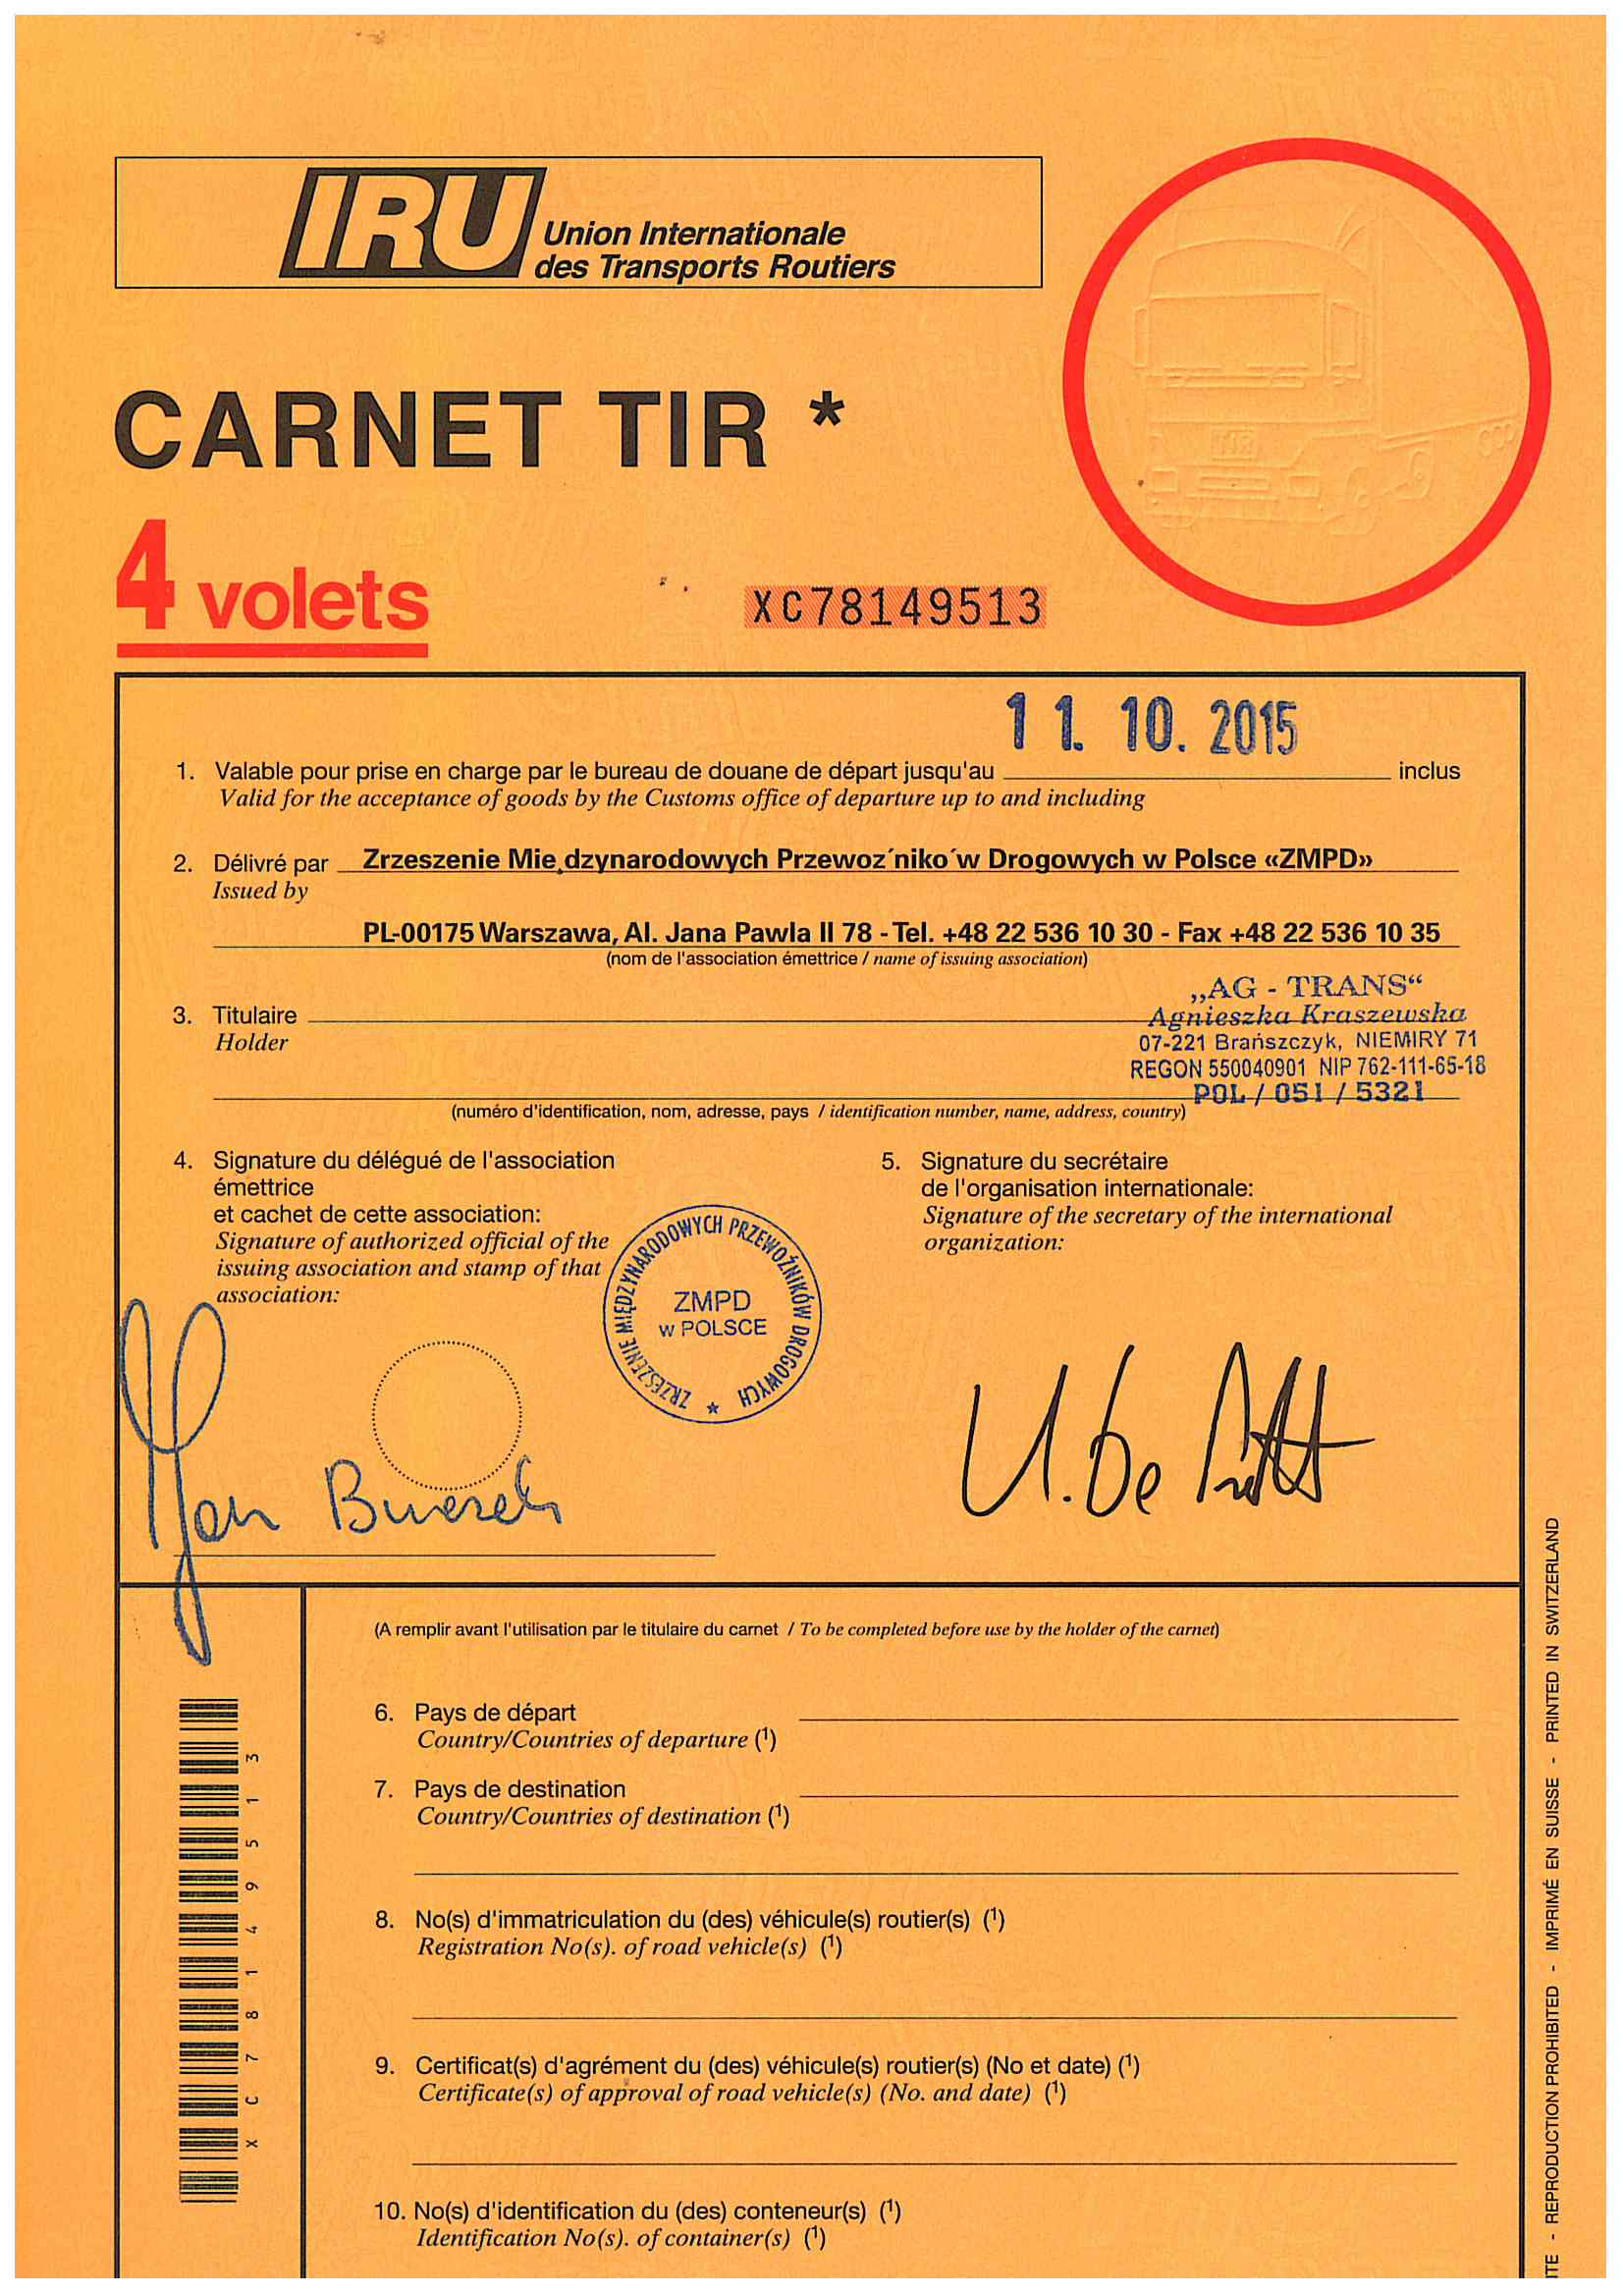 IRU
Union Internationale
des Transports Routiers
CARNET TIR *
4 volets
XC78149513
11. 10. 2015
1. Valable pour prise en charge par le bureau de douane de départ jusqu'au inclus
Valid for the acceptance of goods by the Customs office of departure up to and including
2. Délivré par Zrzeszenie Mie¸dzynarodowych Przewoz´niko´w Drogowych w Polsce «ZMPD»
Issued by
PL-00175 Warszawa, Al. Jana Pawla II 78 - Tel. +48 22 536 10 30 - Fax +48 22 536 10 35
(nom de l'association émettrice / name of issuing association)
„AG - TRANS“
3. Titulaire Agnieszka Kraszewska
Holder 07-221 Brańszczyk, NIEMIRY 71
REGON 550040901 NIP 762-111-65-18
POL / 051 / 5321
(numéro d'identification, nom, adresse, pays / identification number, name, address, country)
4. Signature du délégué de l'association
émettrice
et cachet de cette association:
Signature of authorized official of the
issuing association and stamp of that
association:
ZRZESZENIE MIĘDZYNARODOWYCH PRZEWOŹNIKÓW DROGOWYCH
ZMPD
w POLSCE
5. Signature du secrétaire
de l'organisation internationale:
Signature of the secretary of the international
organization:
Jan
(A remplir avant l'utilisation par le titulaire du carnet / To be completed before use by the holder of the carnet)
6. Pays de départ
Country/Countries of departure (1)
7. Pays de destination
Country/Countries of destination (1)
8. No(s) d'immatriculation du (des) véhicule(s) routier(s) (1)
Registration No(s). of road vehicle(s) (1)
9. Certificat(s) d'agrément du (des) véhicule(s) routier(s) (No et date) (1)
Certificate(s) of approval of road vehicle(s) (No. and date) (1)
10. No(s) d'identification du (des) conteneur(s) (1)
Identification No(s). of container(s) (1)
XC78149513
ITE - REPRODUCTION PROHIBITED - IMPRIMÉ EN SUISSE - PRINTED IN SWITZERLAND